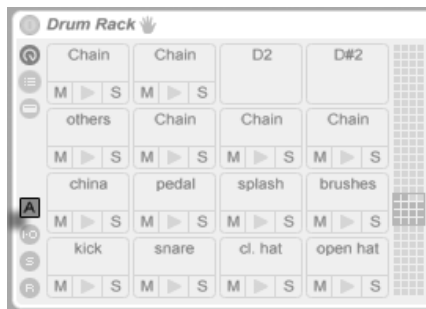 Drum Rack
Chain Chain D2 D#2
M S M S
others Chain Chain Chain
M S M S M S M S
china pedal splash brushes
A
M S M S M S M S
I·O
kick snare cl. hat open hat
S
R M S M S M S M S